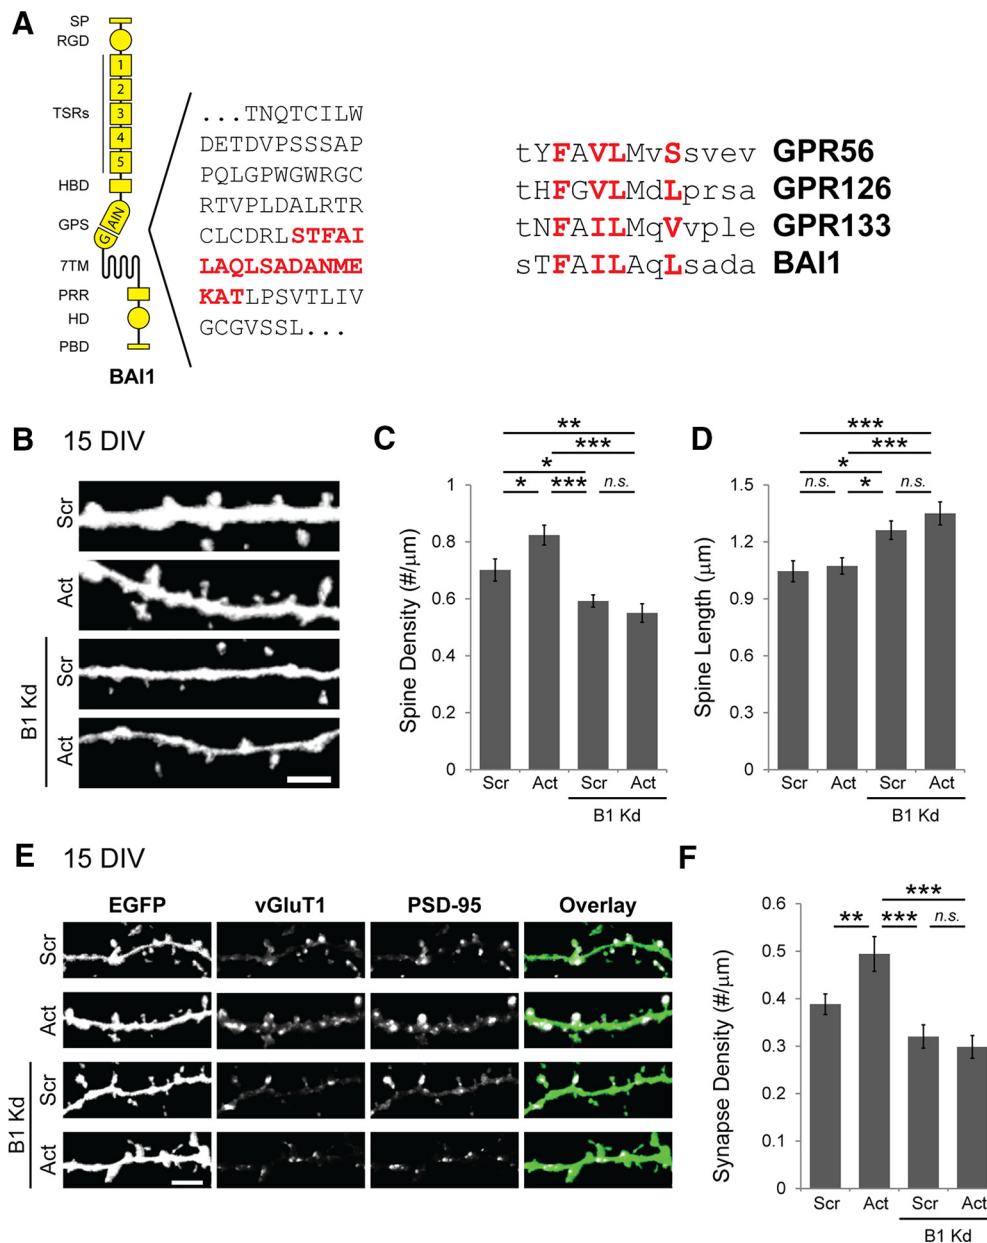 A
SP
RGD
TSRs
HBD
GPS
7TM
PRR
HD
PBD
1
2
3
4
5
G AIN
BAI1
...TNQTCILW
DETDVPSSSAP
PQLGPWGWRGC
RTVPLDALRTR
CLCDRLSTFAI
LAQLSADANME
KATLPSVTLIV
GCGVSSL...
tYFAVLMvSsvev GPR56
tHFGVLMdLprsa GPR126
tNFAILMqVvple GPR133
sTFAILAqLsada BAI1
B 15 DIV
Scr
Act
B1 Kd
Scr
Act
C
**
***
*
* *** n.s.
Spine Density (#/μm)
1
0.8
0.6
0.4
0.2
0
Scr Act Scr Act
B1 Kd
D
***
***
*
n.s. * n.s.
Spine Length (μm)
1.5
1.2
0.9
0.6
0.3
0
Scr Act Scr Act
B1 Kd
E 15 DIV
EGFP vGluT1 PSD-95 Overlay
Scr
Act
B1 Kd
Scr
Act
F
***
** *** n.s.
Synapse Density (#/μm)
0.6
0.5
0.4
0.3
0.2
0.1
0
Scr Act Scr Act
B1 Kd